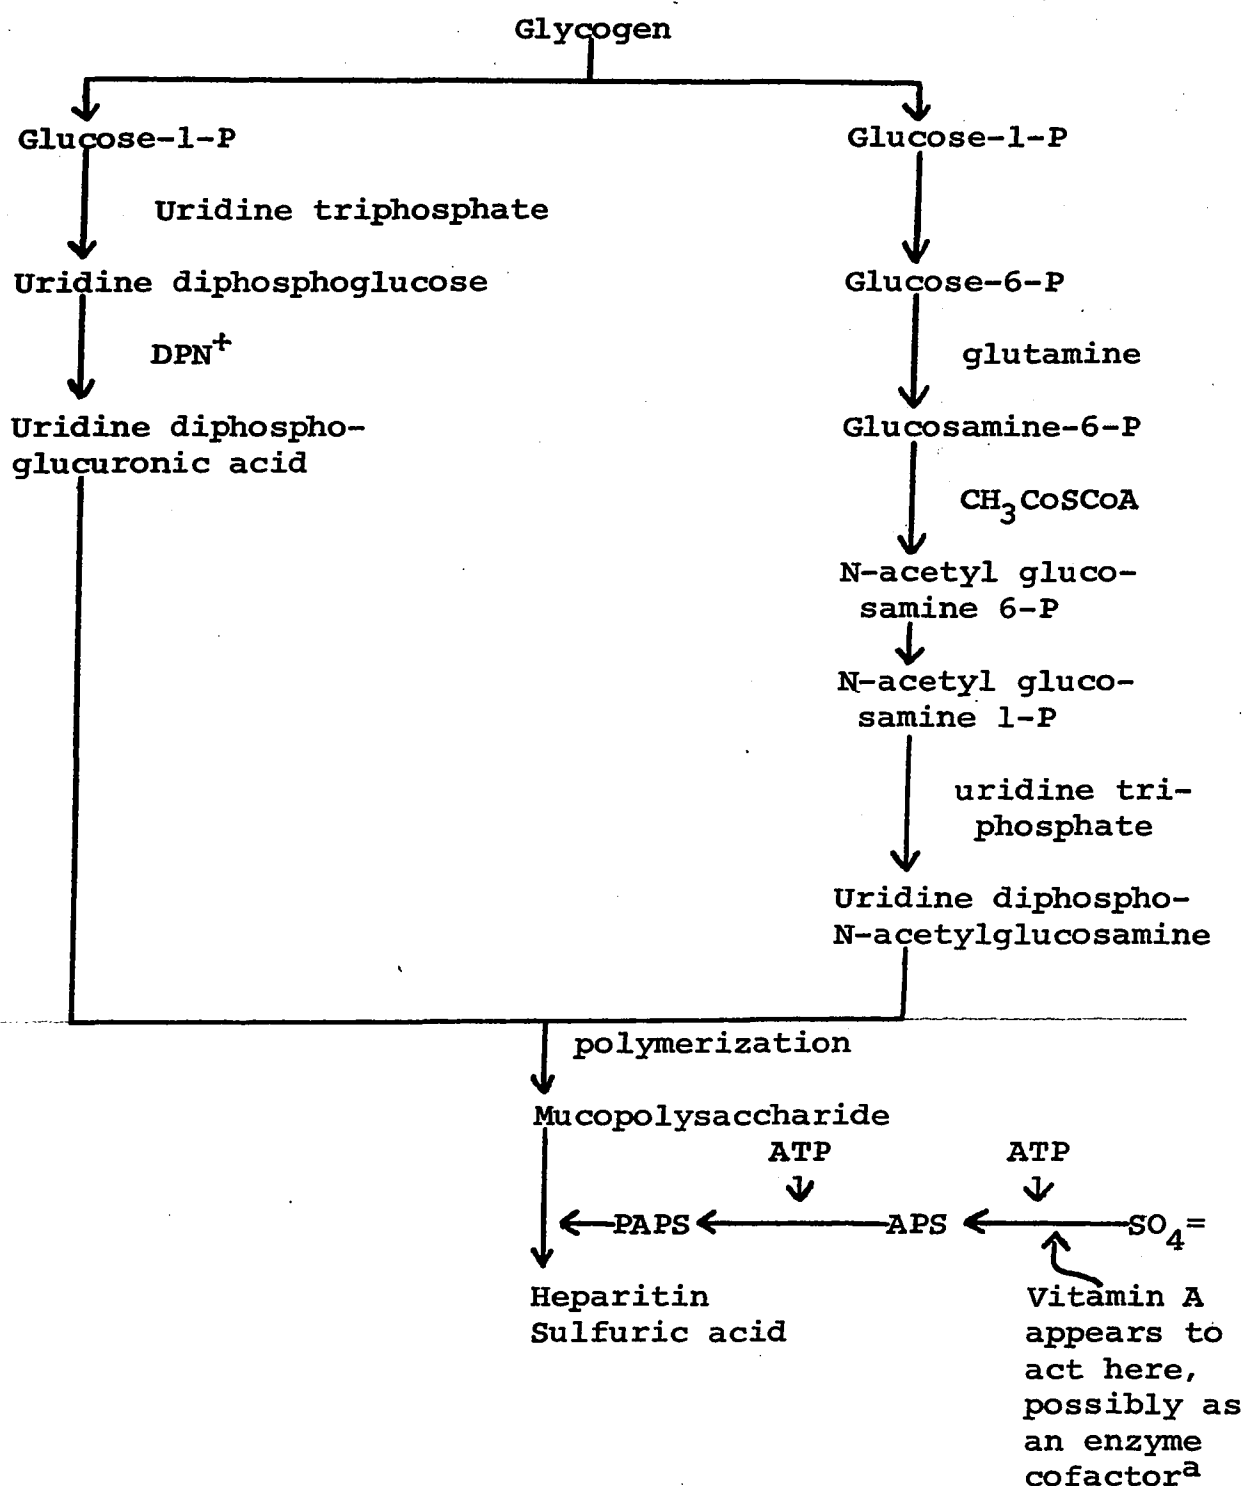 Glycogen
Glucose-1-P
Glucose-1-P
Uridine triphosphate
Uridine diphosphoglucose
Glucose-6-P
DPN+
glutamine
Uridine diphospho-
glucuronic acid
Glucosamine-6-P
CH3CoSCoA
N-acetyl gluco-
samine 6-P
N-acetyl gluco-
samine 1-P
uridine tri-
phosphate
Uridine diphospho-
N-acetylglucosamine
polymerization
Mucopolysaccharide
ATP ATP
PAPS APS SO4=
Heparitin
Sulfuric acid
Vitamin A
appears to
act here,
possibly as
an enzyme
cofactora